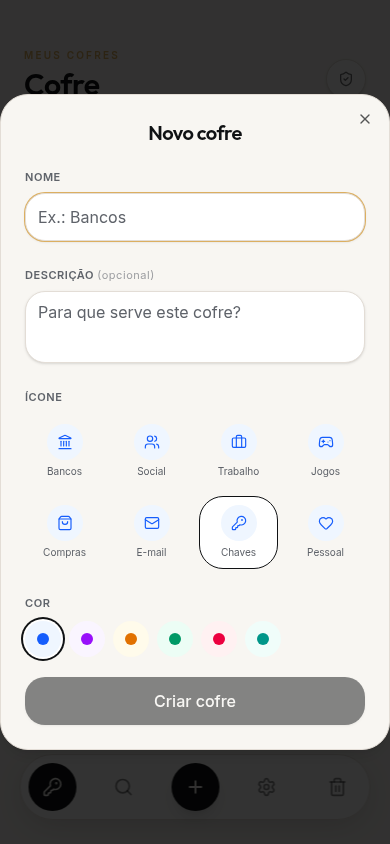 MEUS COFRES
Cofre
Novo cofre
NOME
Ex.: Bancos
DESCRIÇÃO (opcional)
Para que serve este cofre?
ÍCONE
Bancos
Social
Trabalho
Jogos
Compras
E-mail
Chaves
Pessoal
COR
Criar cofre